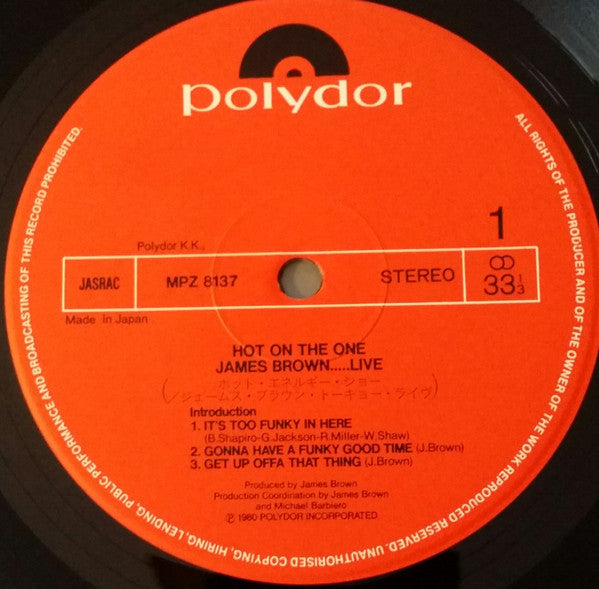 polydor
1
Polydor K.K.,
JASRAC
MPZ 8137
STEREO
33 1/3
Made in Japan
HOT ON THE ONE
JAMES BROWN.....LIVE
(ホット・エネルギー・ショー
/ジェームス・ブラウン・トーキョー・ライヴ)
Introduction
1. IT'S TOO FUNKY IN HERE
(B.Shapiro-G.Jackson-R.Miller-W.Shaw)
2. GONNA HAVE A FUNKY GOOD TIME (J.Brown)
3. GET UP OFFA THAT THING (J.Brown)
Produced by James Brown
Production Coordination by James Brown
and Michael Barbiero
℗ 1980 POLYDOR INCORPORATED
ALL RIGHTS OF THE PRODUCER AND OF THE OWNER OF THE WORK REPRODUCED RESERVED. UNAUTHORISED COPYING, HIRING, LENDING, PUBLIC PERFORMANCE AND BROADCASTING OF THIS RECORD PROHIBITED.